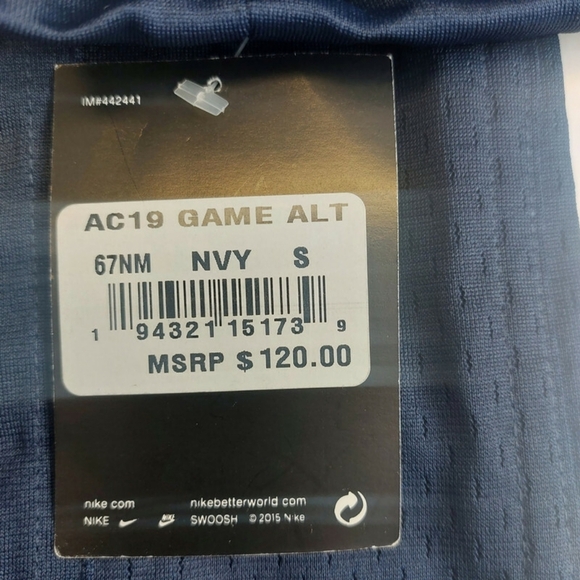 IM#442441
AC19 GAME ALT
67NM NVY S
1 94321 15173 9
MSRP $120.00
nike.com nikebetterworld.com
NIKE SWOOSH © 2015 Nike